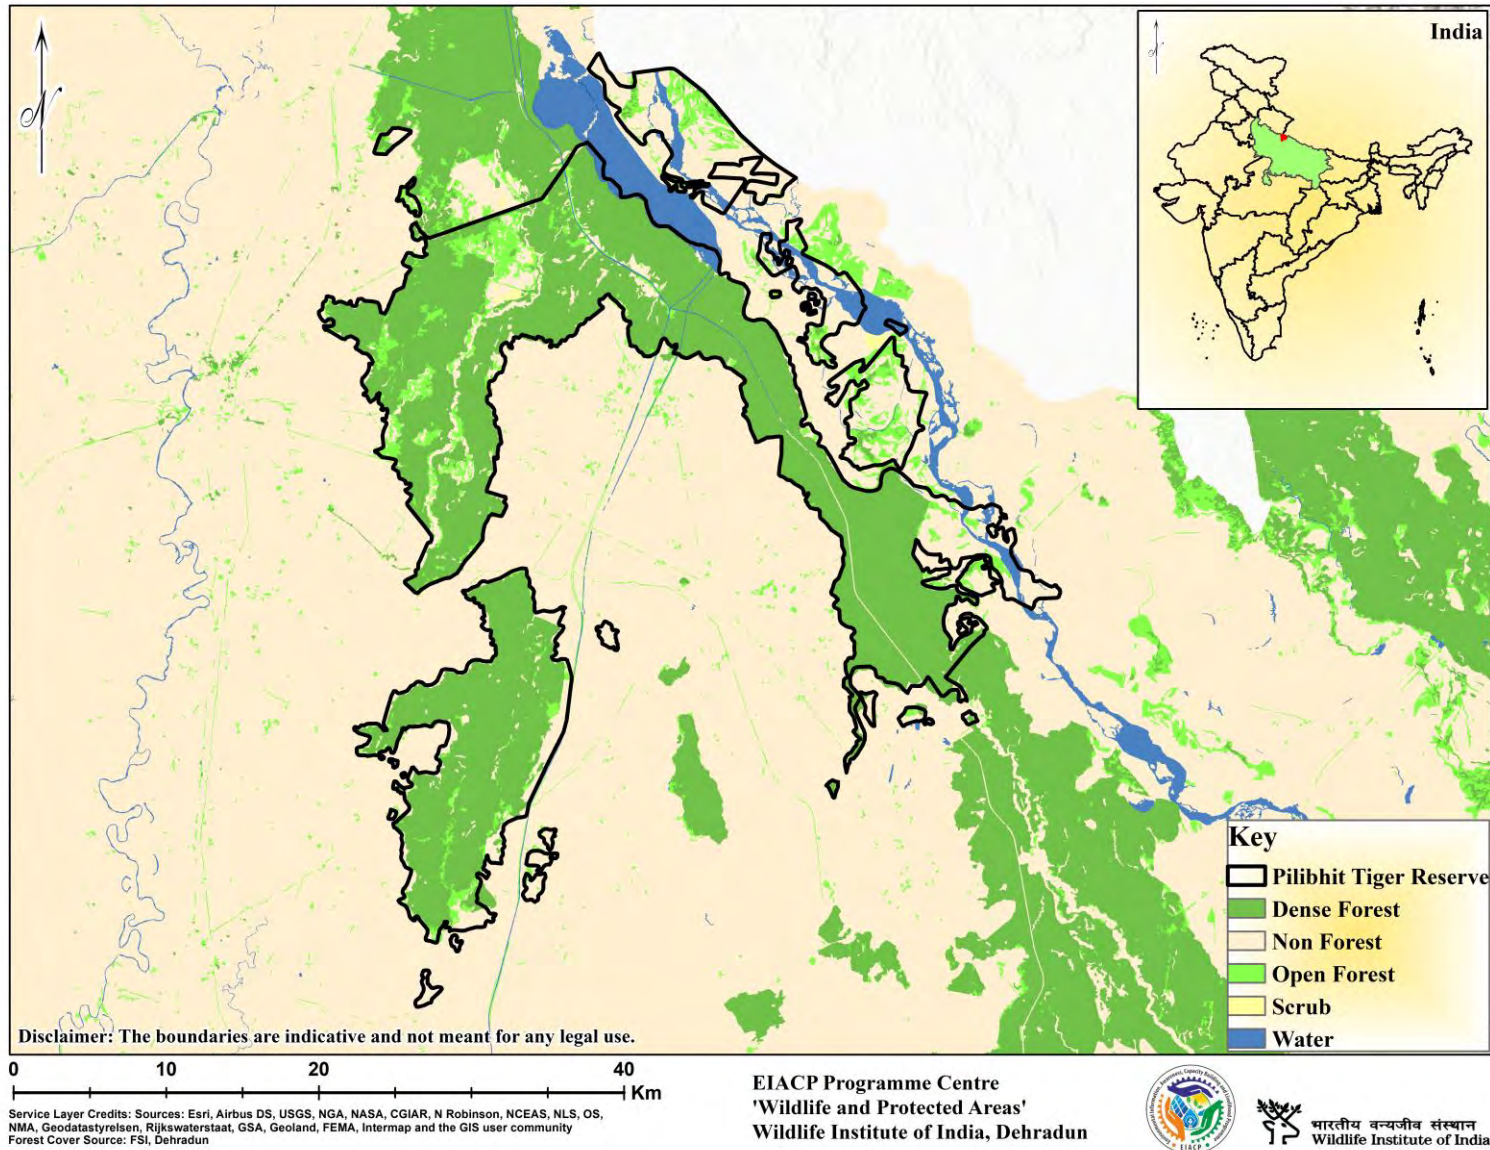 N
N
India
Key
Pilibhit Tiger Reserve
Dense Forest
Non Forest
Open Forest
Scrub
Water
Disclaimer: The boundaries are indicative and not meant for any legal use.
0 10 20 40
Km
Service Layer Credits: Sources: Esri, Airbus DS, USGS, NGA, NASA, CGIAR, N Robinson, NCEAS, NLS, OS,
NMA, Geodatastyrelsen, Rijkswaterstaat, GSA, Geoland, FEMA, Intermap and the GIS user community
Forest Cover Source: FSI, Dehradun
EIACP Programme Centre
'Wildlife and Protected Areas'
Wildlife Institute of India, Dehradun
EIACP
भारतीय वन्यजीव संस्थान
Wildlife Institute of India